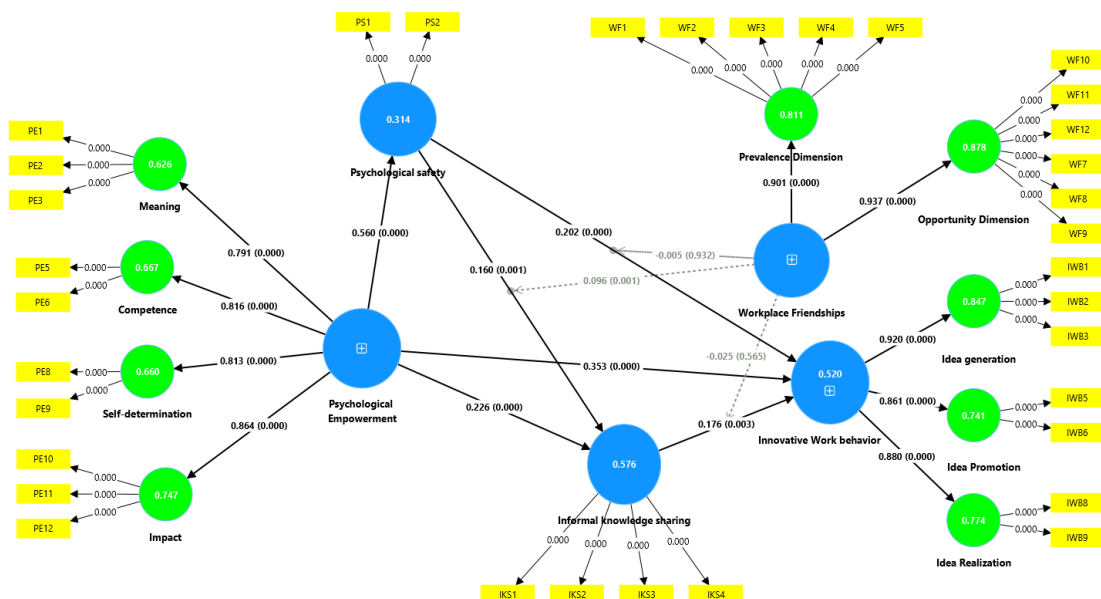 PS1
PS2
WF1
WF2
WF3
WF4
WF5
0.000
0.000
0.000
0.000
0.000
0.000
0.000
0.314
Psychological safety
0.811
Prevalence Dimension
0.901 (0.000)
WF10
WF11
WF12
WF7
WF8
WF9
0.000
0.000
0.000
0.000
0.000
0.000
0.878
Opportunity Dimension
0.937 (0.000)
PE1
PE2
PE3
0.000
0.000
0.000
0.626
Meaning
0.791 (0.000)
0.560 (0.000)
0.202 (0.000)
-0.005 (0.932)
0.160 (0.001)
0.096 (0.001)
Workplace Friendships
PE5
PE6
0.000
0.000
0.667
Competence
0.816 (0.000)
IWB1
IWB2
IWB3
0.000
0.000
0.000
0.847
Idea generation
0.920 (0.000)
PE8
PE9
0.000
0.000
0.660
Self-determination
0.813 (0.000)
Psychological
Empowerment
0.353 (0.000)
-0.025 (0.565)
0.520
Innovative Work behavior
0.226 (0.000)
0.176 (0.003)
0.861 (0.000)
IWB5
IWB6
0.000
0.000
0.741
Idea Promotion
0.880 (0.000)
0.864 (0.000)
PE10
PE11
PE12
0.000
0.000
0.000
0.747
Impact
0.576
Informal knowledge sharing
IWB8
IWB9
0.000
0.000
0.774
Idea Realization
0.000
0.000
0.000
0.000
IKS1
IKS2
IKS3
IKS4